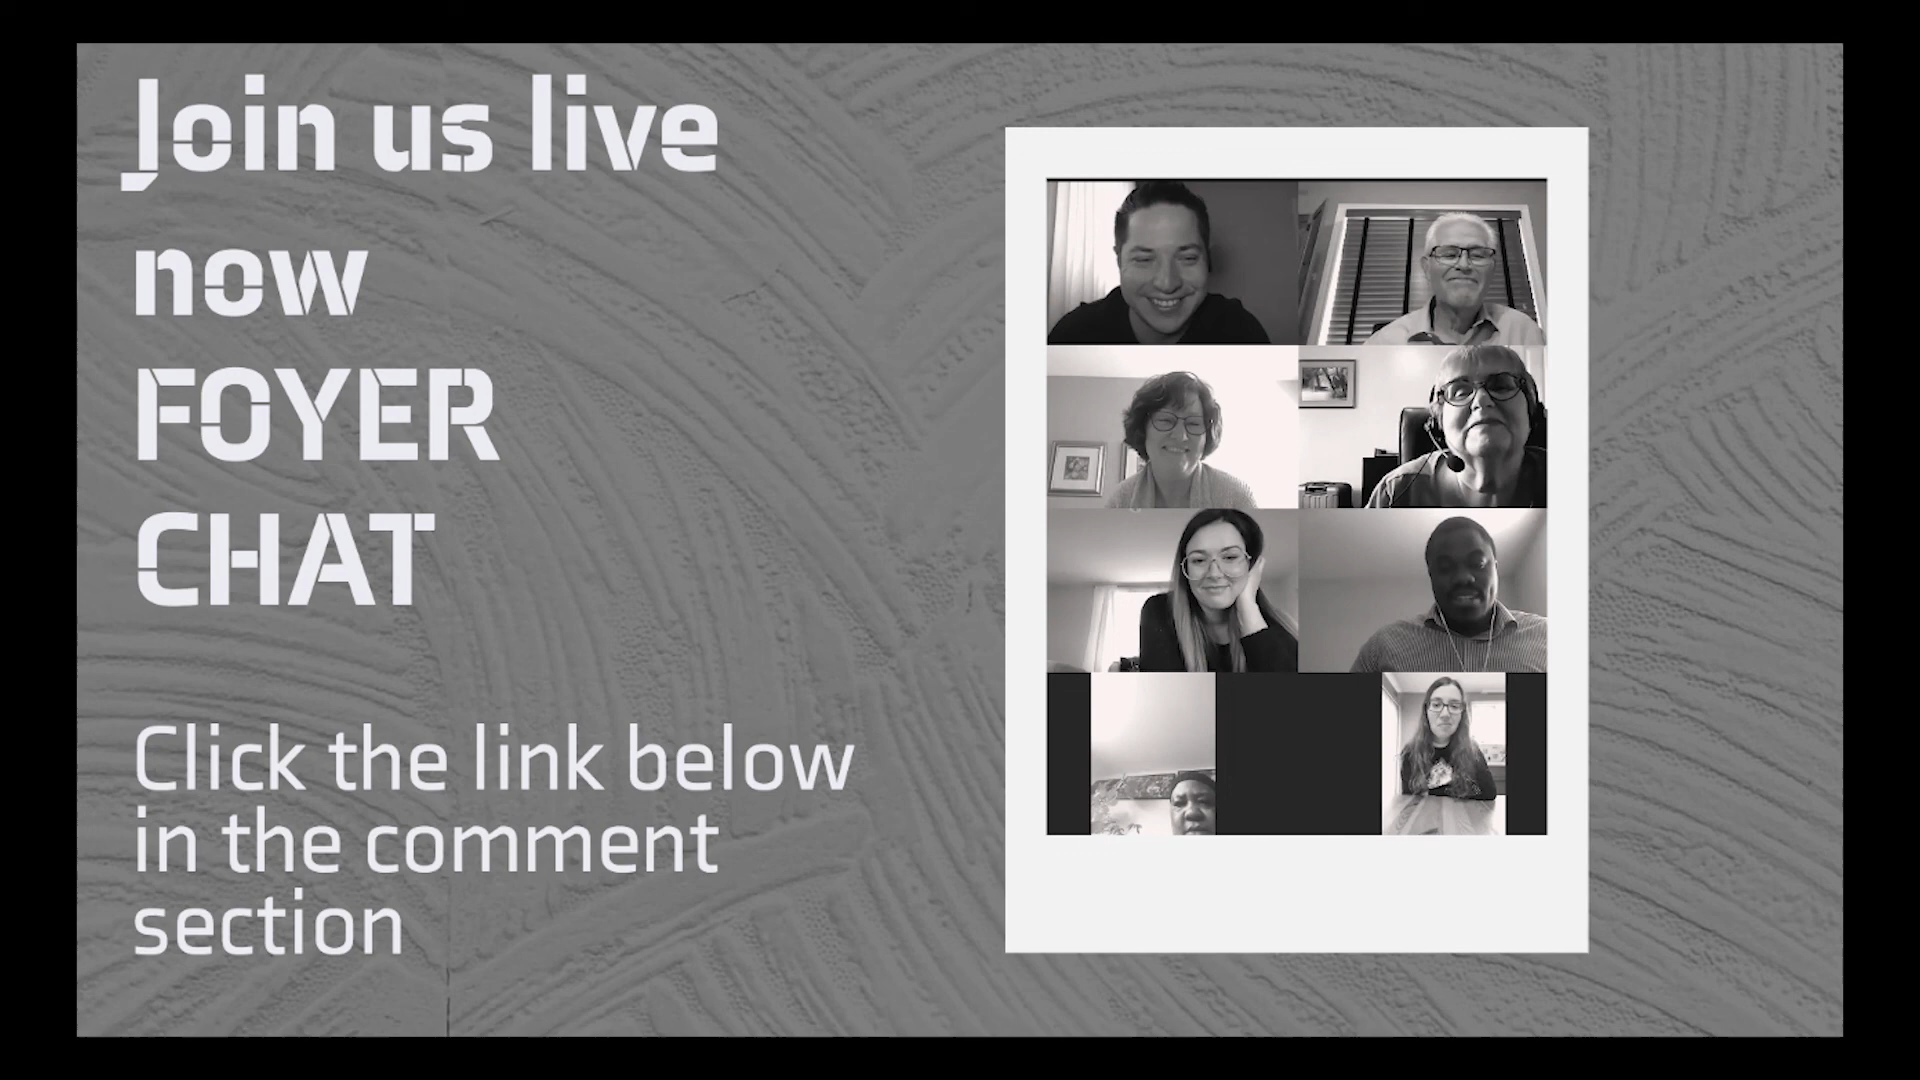 Join us live
now
FOYER
CHAT
Click the link below
in the comment
section